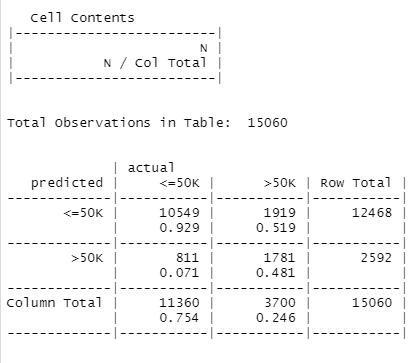 Cell Contents
|-------------------------|
|                       N |
|           N / Col Total |
|-------------------------|
Total Observations in Table:  15060
             | actual
   predicted |     <=50K |      >50K | Row Total |
-------------|-----------|-----------|-----------|
       <=50K |     10549 |      1919 |     12468 |
             |     0.929 |     0.519 |           |
-------------|-----------|-----------|-----------|
        >50K |       811 |      1781 |      2592 |
             |     0.071 |     0.481 |           |
-------------|-----------|-----------|-----------|
Column Total |     11360 |      3700 |     15060 |
             |     0.754 |     0.246 |           |
-------------|-----------|-----------|-----------|